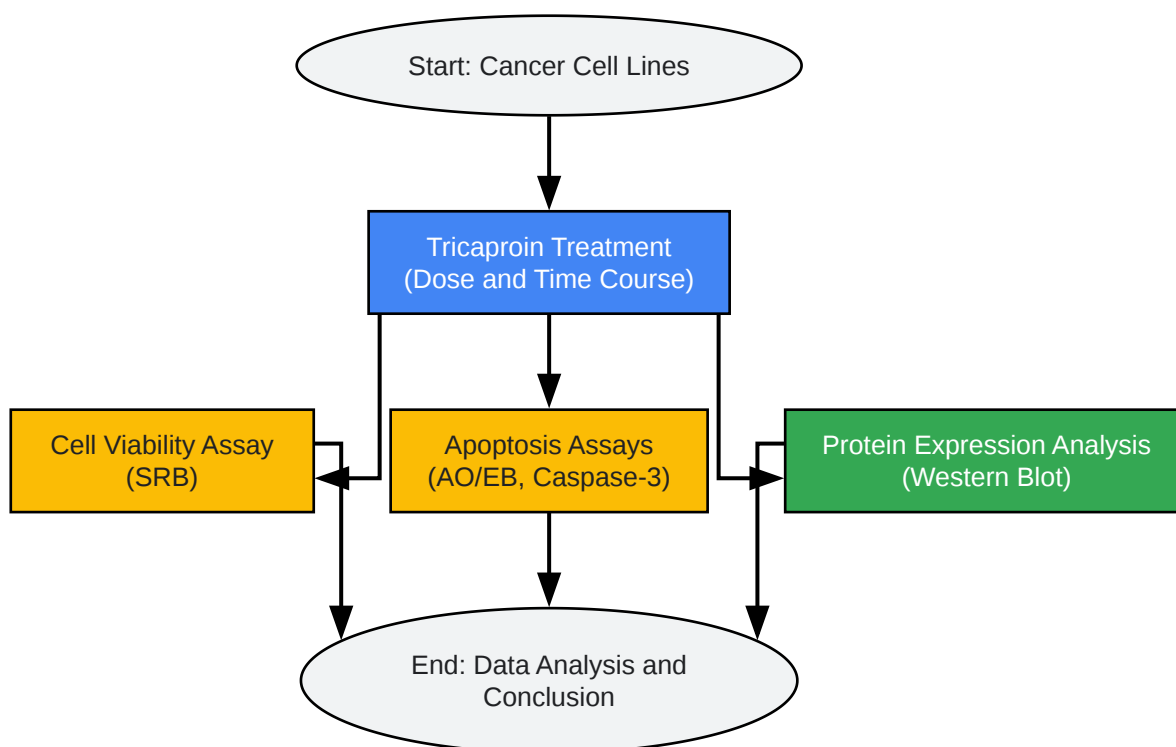 Start: Cancer Cell Lines
Tricaproin Treatment
(Dose and Time Course)
Cell Viability Assay
(SRB)
Apoptosis Assays
(AO/EB, Caspase-3)
Protein Expression Analysis
(Western Blot)
End: Data Analysis and
Conclusion